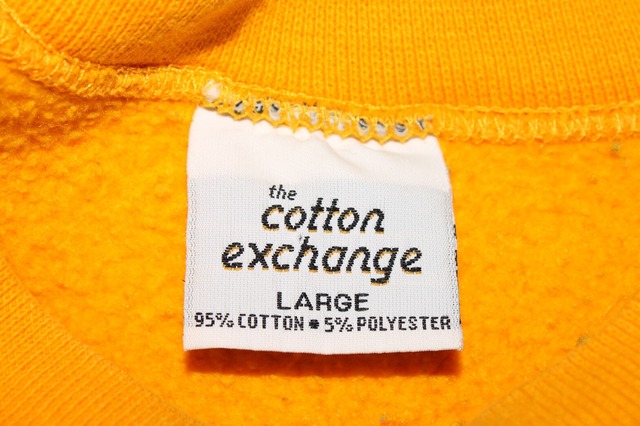 the
cotton
exchange
LARGE
95% COTTON • 5% POLYESTER